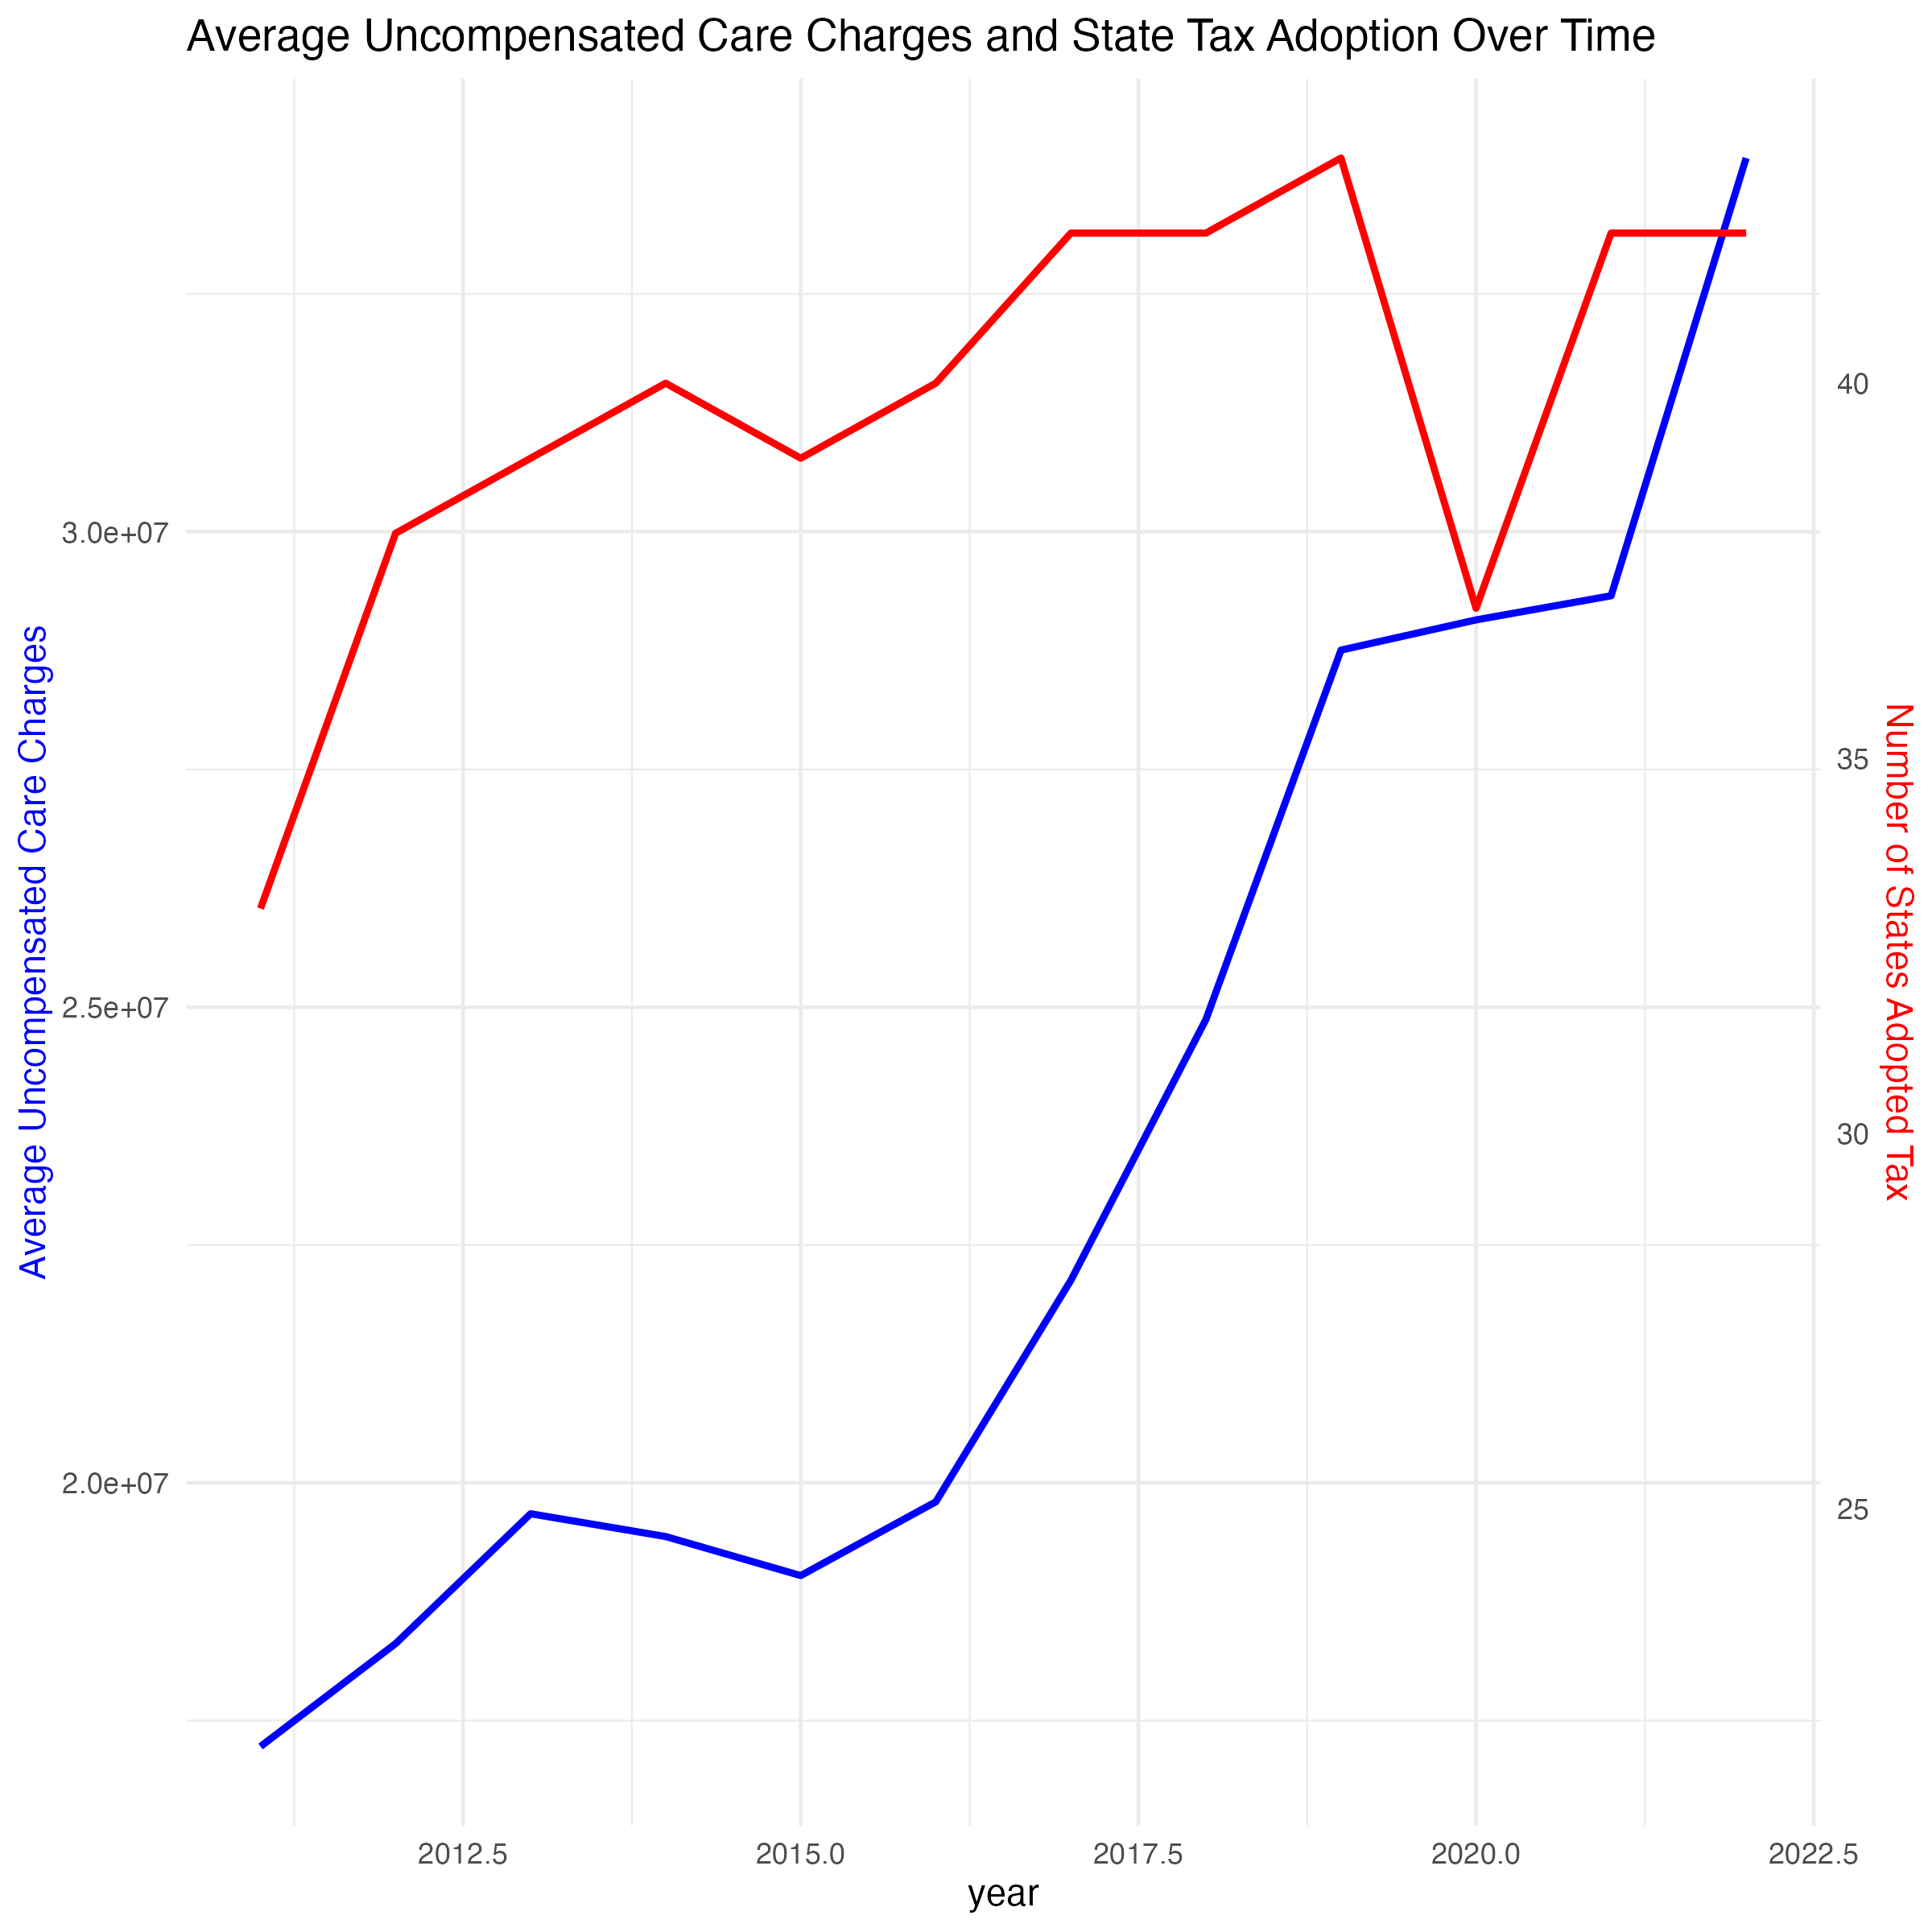 Average Uncompensated Care Charges and State Tax Adoption Over Time
Average Uncompensated Care Charges
3.0e+07
2.5e+07
2.0e+07
40
35
30
25
Number of States Adopted Tax
2012.5
2015.0
2017.5
2020.0
2022.5
year